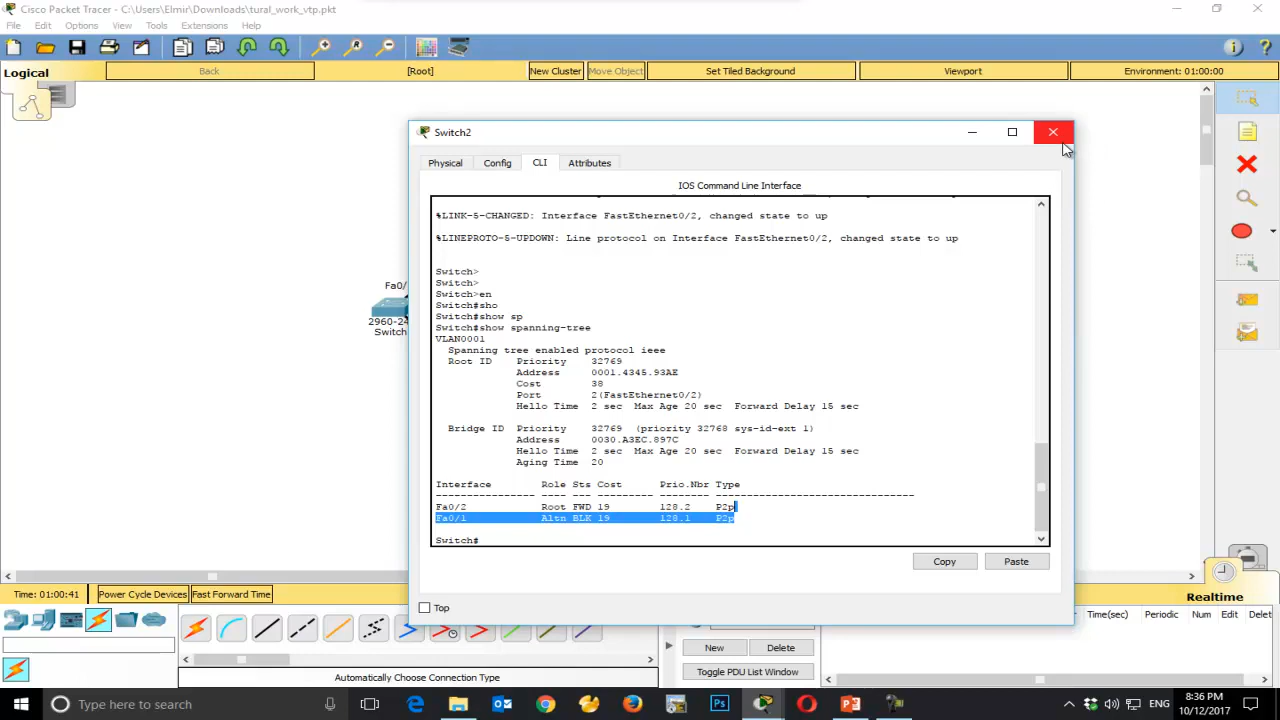 Cisco Packet Tracer - C:\Users\Elmir\Downloads\tural_work_vtp.pkt
File Edit Options View Tools Extensions Help
Logical Back [Root] New Cluster Move Object Set Tiled Background Viewport Environment: 01:00:00
Fa0/
2960-24
Switch
Switch2
Physical Config CLI Attributes
IOS Command Line Interface
%LINK-5-CHANGED: Interface FastEthernet0/2, changed state to up
%LINEPROTO-5-UPDOWN: Line protocol on Interface FastEthernet0/2, changed state to up
Switch>
Switch>
Switch>en
Switch#sho
Switch#show sp
Switch#show spanning-tree
VLAN0001
Spanning tree enabled protocol ieee
Root ID Priority 32769
Address 0001.4345.93AE
Cost 38
Port 2(FastEthernet0/2)
Hello Time 2 sec Max Age 20 sec Forward Delay 15 sec
Bridge ID Priority 32769 (priority 32768 sys-id-ext 1)
Address 0030.A3EC.897C
Hello Time 2 sec Max Age 20 sec Forward Delay 15 sec
Aging Time 20
Interface Role Sts Cost Prio.Nbr Type
---------------- ---- --- --------- -------- --------------------------------
Fa0/2 Root FWD 19 128.2 P2p
Fa0/1 Altn BLK 19 128.1 P2p
Switch#
Copy Paste
Top
Time: 01:00:41 Power Cycle Devices Fast Forward Time Realtime
Time(sec) Periodic Num Edit Delet
New Delete
Toggle PDU List Window
Automatically Choose Connection Type
Type here to search
ENG
8:36 PM
10/12/2017